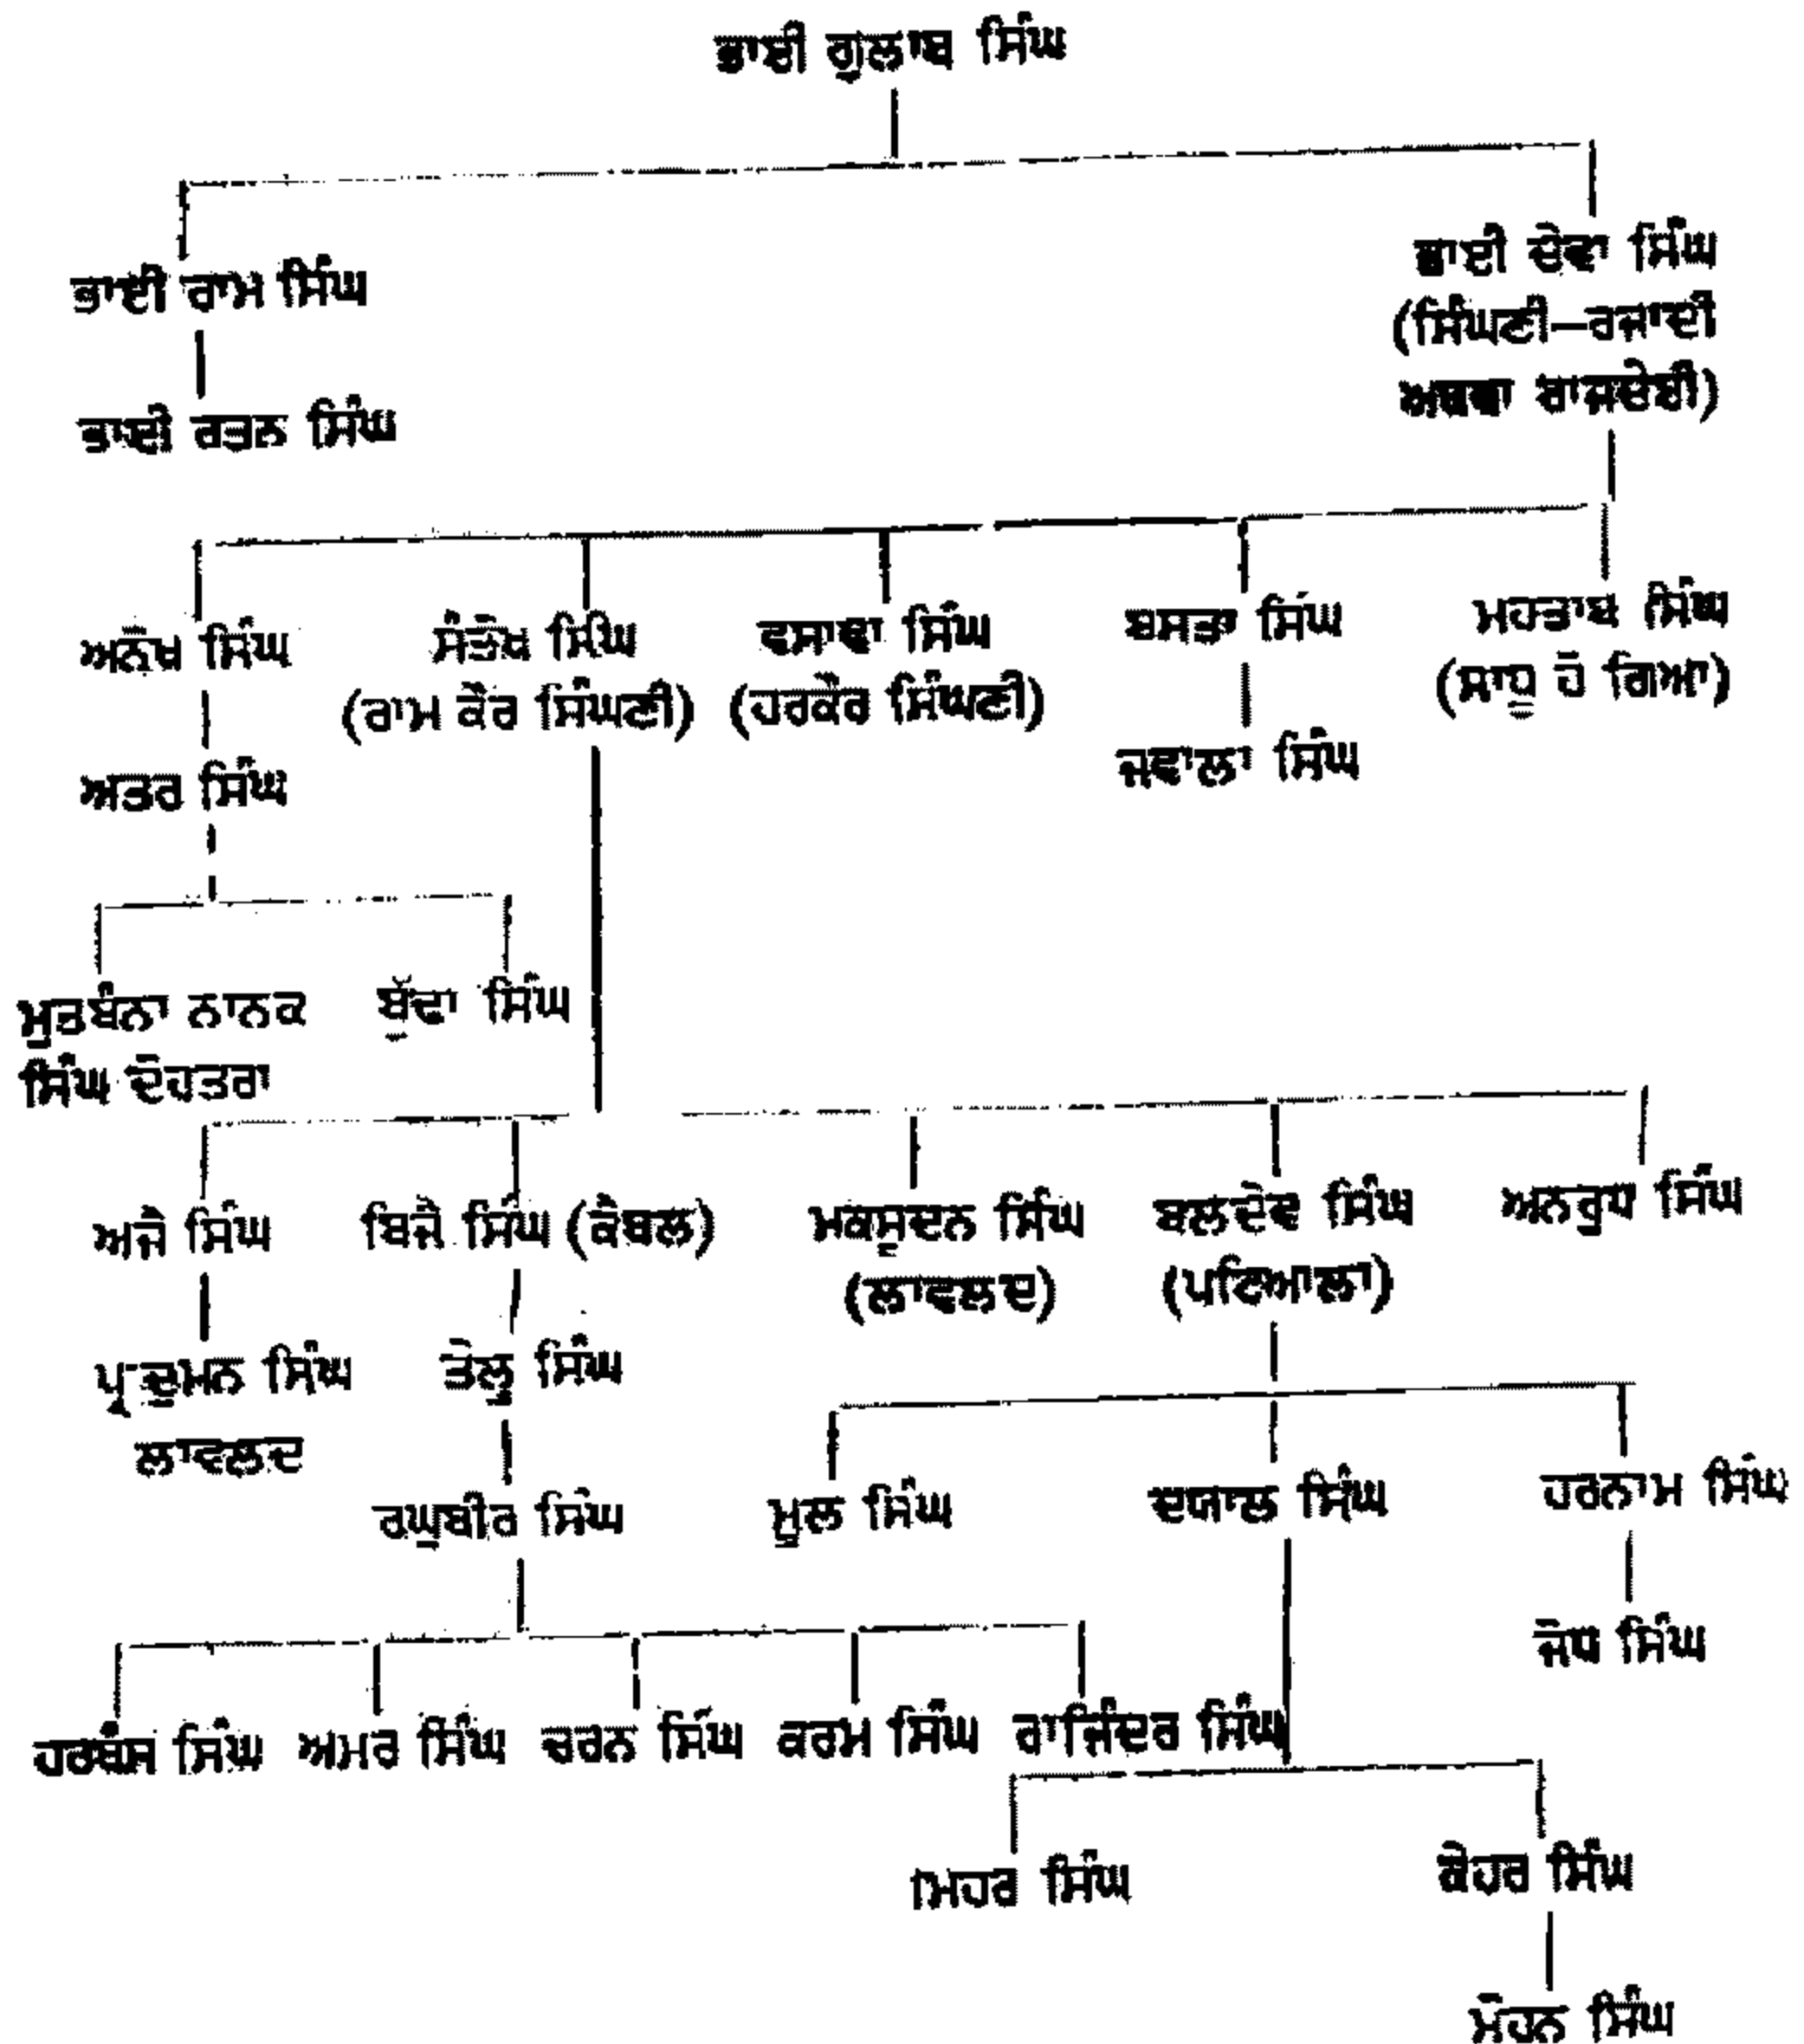 ਭਾਈ ਗੁਲਾਬ ਸਿੰਘ
ਭਾਈ ਰਾਮ ਸਿੰਘ
ਭਾਈ ਦੇਵਾ ਸਿੰਘ
(ਸਿੰਘਣੀ—ਰਜਾਦੀ
ਅਥਵਾ ਰਾਜਦੇਈ)
ਭਾਈ ਰਤਨ ਸਿੰਘ
ਅਨੋਖ ਸਿੰਘ
ਸੰਤੋਖ ਸਿੰਘ
ਵਸਾਵਾ ਸਿੰਘ
ਬਸਤਾ ਸਿੰਘ
ਮਹਤਾਬ ਸਿੰਘ
(ਰਾਮ ਕੌਰ ਸਿੰਘਣੀ)
(ਹਰਕੌਰ ਸਿੰਘਣੀ)
(ਸਾਧੂ ਹੋ ਗਿਆ)
ਅਤਰ ਸਿੰਘ
ਜਵਾਲਾ ਸਿੰਘ
ਮੁਤਬੰਨਾ ਨਾਨਕ
ਸਿੰਘ ਦੋਹਤਰਾ
ਬੁੱਢਾ ਸਿੰਘ
ਅਜੈ ਸਿੰਘ
ਬਿਜੈ ਸਿੰਘ (ਕੈਥਲ)
ਮਕਸੂਦਨ ਸਿੰਘ
(ਲਾਵਲਦ)
ਬਲਦੇਵ ਸਿੰਘ
(ਪਟਿਆਲਾ)
ਅਨਰੁਧ ਸਿੰਘ
ਪ੍ਰਦੁਮਨ ਸਿੰਘ
ਲਾਵਲਦ
ਤੇਲੂ ਸਿੰਘ
ਰਘੁਬੀਰ ਸਿੰਘ
ਮੂਲ ਸਿੰਘ
ਦਯਾਲ ਸਿੰਘ
ਹਰਨਾਮ ਸਿੰਘ
ਜੋਧ ਸਿੰਘ
ਹਰਬੰਸ ਸਿੰਘ
ਅਮਰ ਸਿੰਘ
ਚਰਨ ਸਿੰਘ
ਕਰਮ ਸਿੰਘ
ਰਾਜਿੰਦਰ ਸਿੰਘ
ਮਿਹਰ ਸਿੰਘ
ਕੇਹਰ ਸਿੰਘ
ਮੋਹਨ ਸਿੰਘ